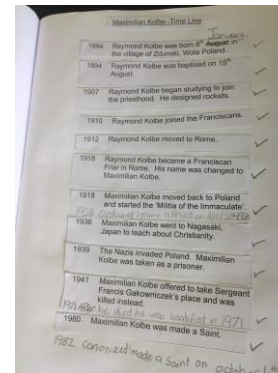 Maximilian Kolbe -Time Line
January
1894 Raymond Kolbe was born 8th August in
the village of Zdunski, Wola Poland.
1894 Raymond Kolbe was baptised on 15th
August.
1907 Raymond Kolbe began studying to join
the priesthood. He designed rockets.
1910 Raymond Kolbe joined the Franciscans.
1912 Raymond Kolbe moved to Rome.
1918 Raymond Kolbe became a Franciscan
Friar in Rome. His name was changed to
Maximilian Kolbe.
1918 Maximilian Kolbe moved back to Poland
and started the 'Militia of the Immaculate'.
1936 Maximilian Kolbe went to Nagasaki,
Japan to teach about Christianity.
1939 The Nazis invaded Poland. Maximilian
Kolbe was taken as a prisoner.
1941 Maximilian Kolbe offered to take Sergeant
Francis Gakowniczek's place and was
killed instead.
1971 After he died he was beatified in 1971
1980 Maximilian Kolbe was made a Saint.
1982 canonized/made a saint on